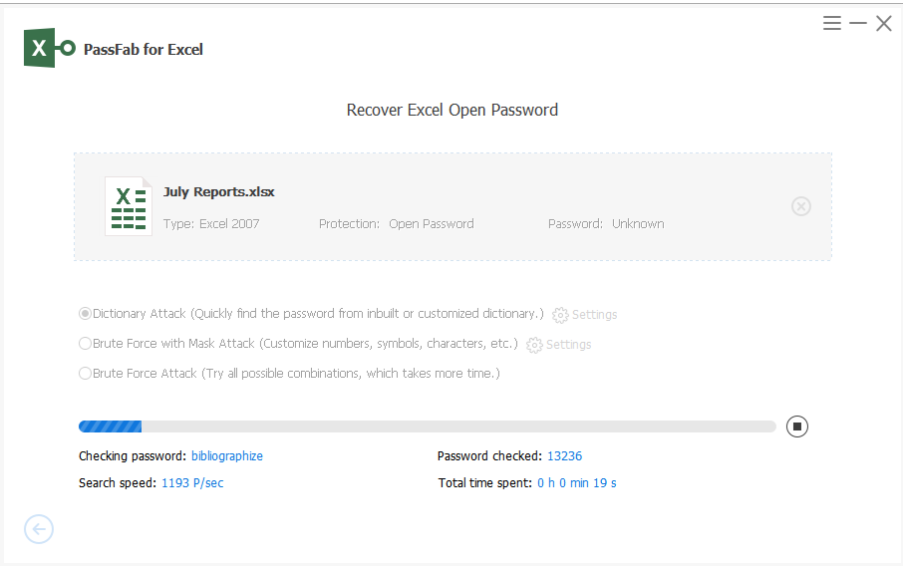 PassFab for Excel
Recover Excel Open Password
July Reports.xlsx
Type: Excel 2007 Protection: Open Password Password: Unknown
Dictionary Attack (Quickly find the password from inbuilt or customized dictionary.) Settings
Brute Force with Mask Attack (Customize numbers, symbols, characters, etc.) Settings
Brute Force Attack (Try all possible combinations, which takes more time.)
Checking password: bibliographize Password checked: 13236
Search speed: 1193 P/sec Total time spent: 0 h 0 min 19 s